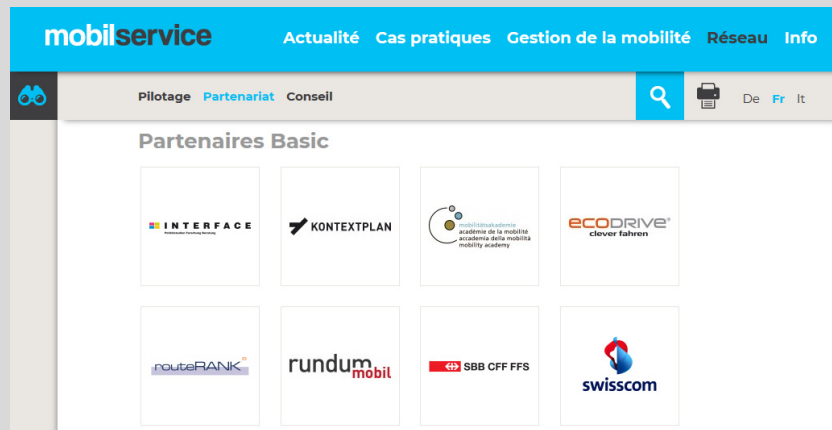 mobilservice
Actualité Cas pratiques Gestion de la mobilité Réseau Info
Pilotage Partenariat Conseil
De Fr It
Partenaires Basic
INTERFACE
KONTEXTPLAN
mobilitätsakademie
académie de la mobilité
accademia della mobilità
mobility academy
ECODRIVE®
clever fahren
routeRANK
rundum
mobil
SBB CFF FFS
swisscom